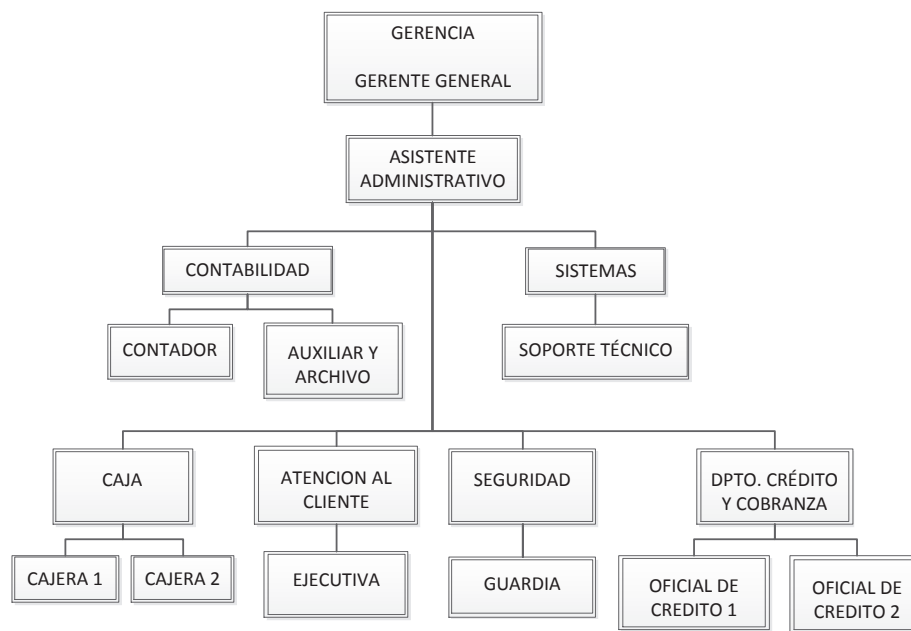 GERENCIA
GERENTE GENERAL
ASISTENTE
ADMINISTRATIVO
CONTABILIDAD
SISTEMAS
CONTADOR
AUXILIAR Y
ARCHIVO
SOPORTE TÉCNICO
CAJA
ATENCION AL
CLIENTE
SEGURIDAD
DPTO. CRÉDITO
Y COBRANZA
CAJERA 1
CAJERA 2
EJECUTIVA
GUARDIA
OFICIAL DE
CREDITO 1
OFICIAL DE
CREDITO 2